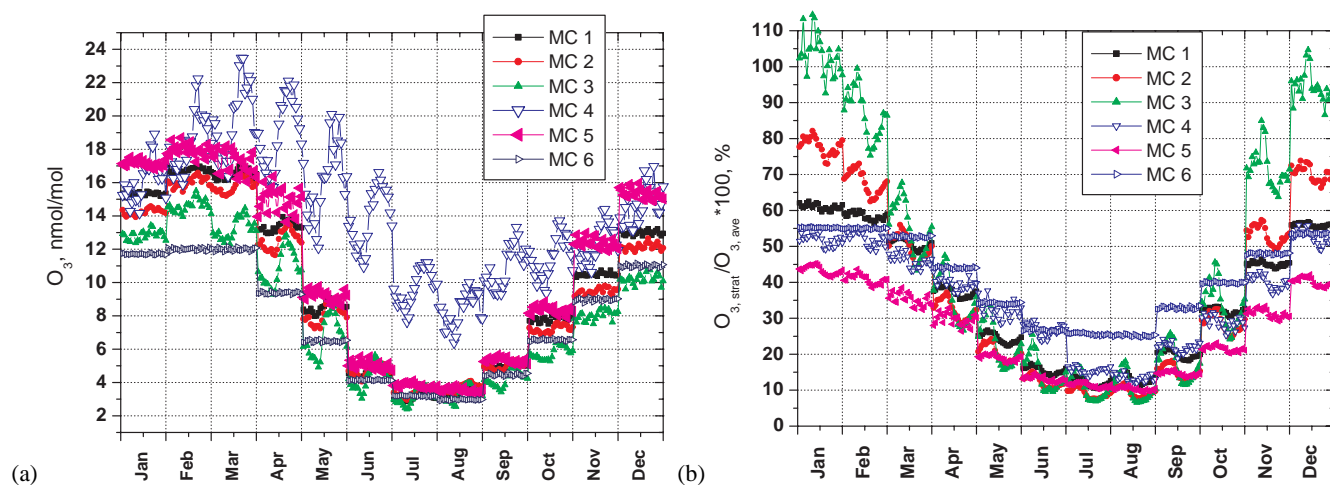 24
22
20
18
16
14
12
10
8
6
4
2
O3, nmol/mol
MC 1
MC 2
MC 3
MC 4
MC 5
MC 6
Jan
Feb
Mar
Apr
May
Jun
Jul
Aug
Sep
Oct
Nov
Dec
(a)
110
100
90
80
70
60
50
40
30
20
10
0
O3, strat /O3, ave *100, %
MC 1
MC 2
MC 3
MC 4
MC 5
MC 6
Jan
Feb
Mar
Apr
May
Jun
Jul
Aug
Sep
Oct
Nov
Dec
(b)